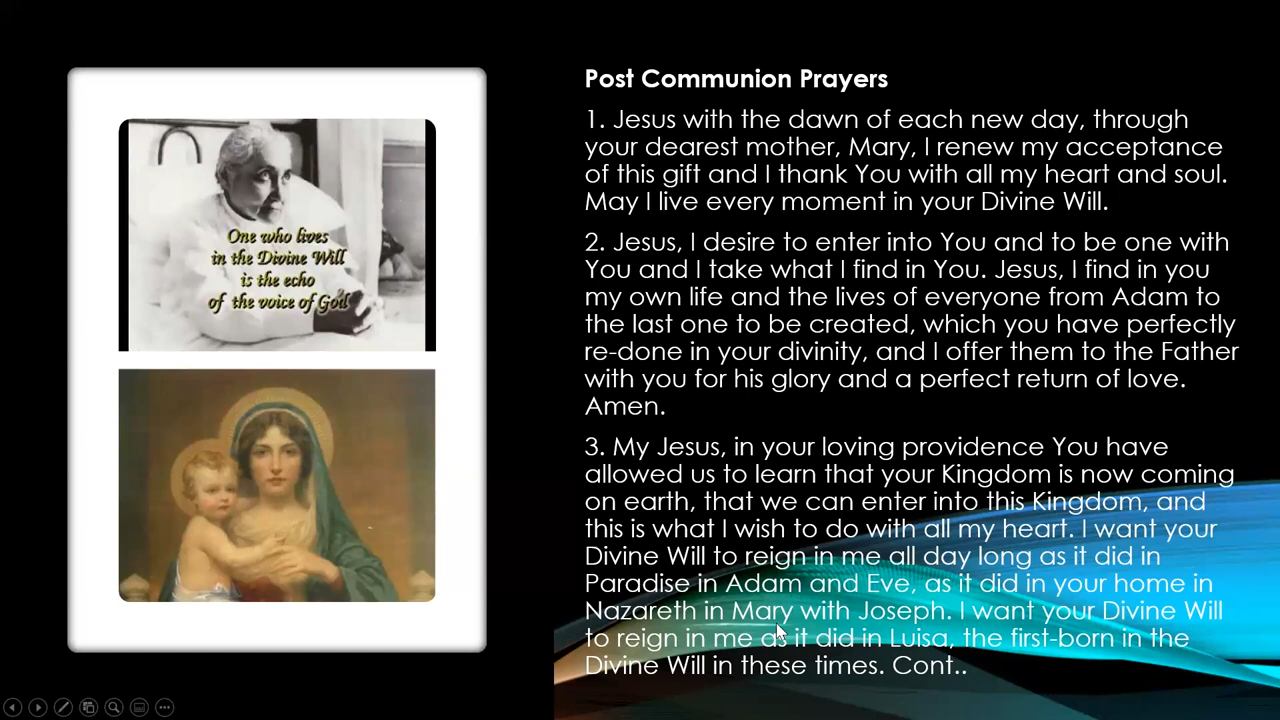 One who lives
in the Divine Will
is the echo
of the voice of God
Post Communion Prayers
1. Jesus with the dawn of each new day, through
your dearest mother, Mary, I renew my acceptance
of this gift and I thank You with all my heart and soul.
May I live every moment in your Divine Will.
2. Jesus, I desire to enter into You and to be one with
You and I take what I find in You. Jesus, I find in you
my own life and the lives of everyone from Adam to
the last one to be created, which you have perfectly
re-done in your divinity, and I offer them to the Father
with you for his glory and a perfect return of love.
Amen.
3. My Jesus, in your loving providence You have
allowed us to learn that your Kingdom is now coming
on earth, that we can enter into this Kingdom, and
this is what I wish to do with all my heart. I want your
Divine Will to reign in me all day long as it did in
Paradise in Adam and Eve, as it did in your home in
Nazareth in Mary with Joseph. I want your Divine Will
to reign in me as it did in Luisa, the first-born in the
Divine Will in these times. Cont..